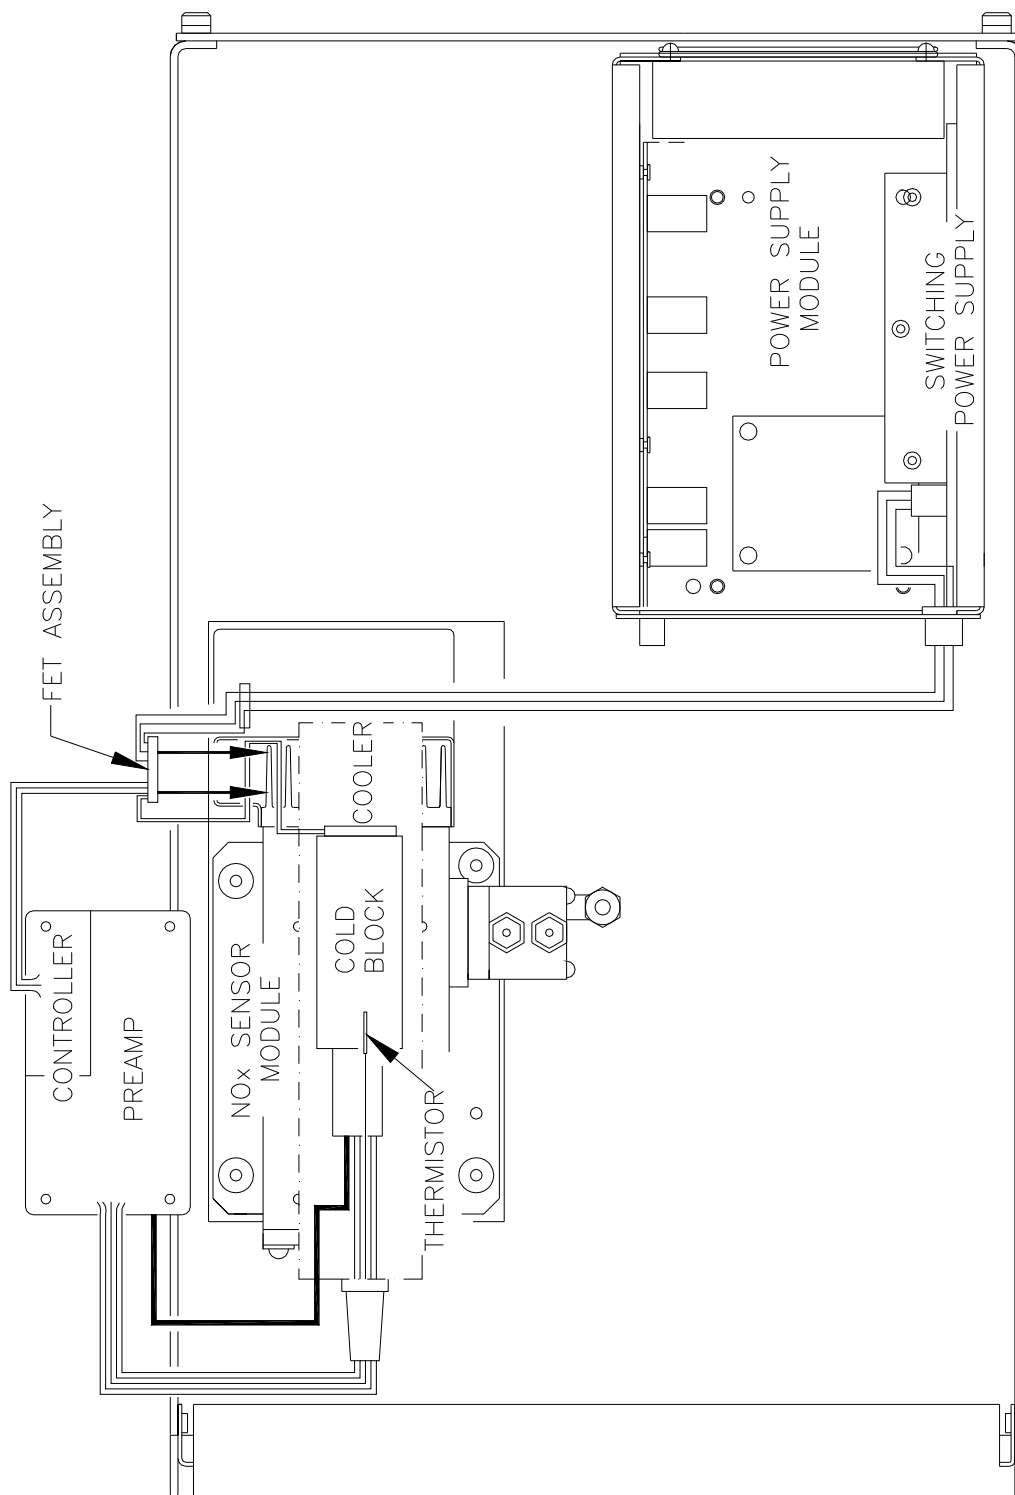 POWER SUPPLY
MODULE
SWITCHING
POWER SUPPLY
FET ASSEMBLY
COOLER
COLD
BLOCK
CONTROLLER
PREAMP
NOx SENSOR
MODULE
THERMISTOR